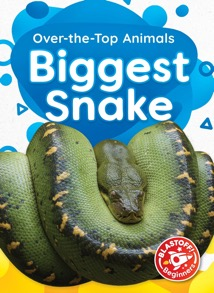 Over-the-Top Animals
Biggest
Snake
BLASTOFF!
Beginners